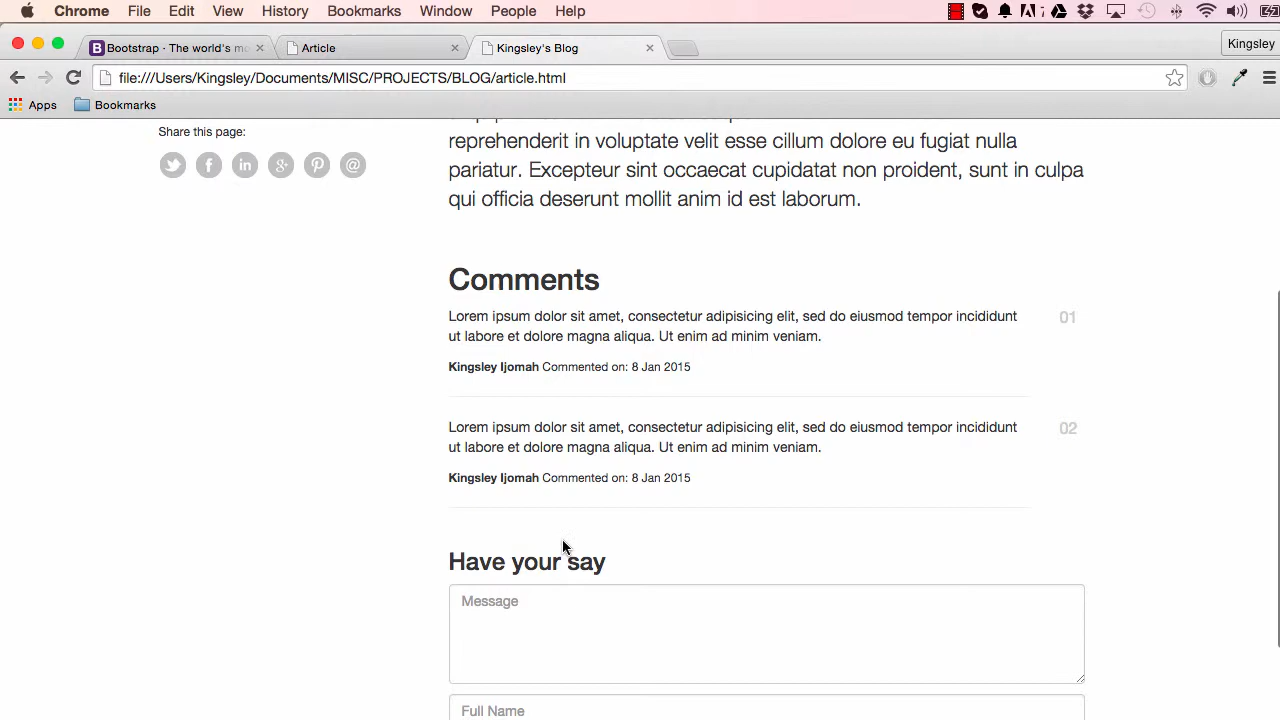 Chrome File Edit View History Bookmarks Window People Help
7
Bootstrap · The world's mo
Article
Kingsley's Blog
Kingsley
file:///Users/Kingsley/Documents/MISC/PROJECTS/BLOG/article.html
Apps Bookmarks
Share this page:
reprehenderit in voluptate velit esse cillum dolore eu fugiat nulla
pariatur. Excepteur sint occaecat cupidatat non proident, sunt in culpa
qui officia deserunt mollit anim id est laborum.
Comments
Lorem ipsum dolor sit amet, consectetur adipisicing elit, sed do eiusmod tempor incididunt 01
ut labore et dolore magna aliqua. Ut enim ad minim veniam.
Kingsley Ijomah Commented on: 8 Jan 2015
Lorem ipsum dolor sit amet, consectetur adipisicing elit, sed do eiusmod tempor incididunt 02
ut labore et dolore magna aliqua. Ut enim ad minim veniam.
Kingsley Ijomah Commented on: 8 Jan 2015
Have your say
Message
Full Name